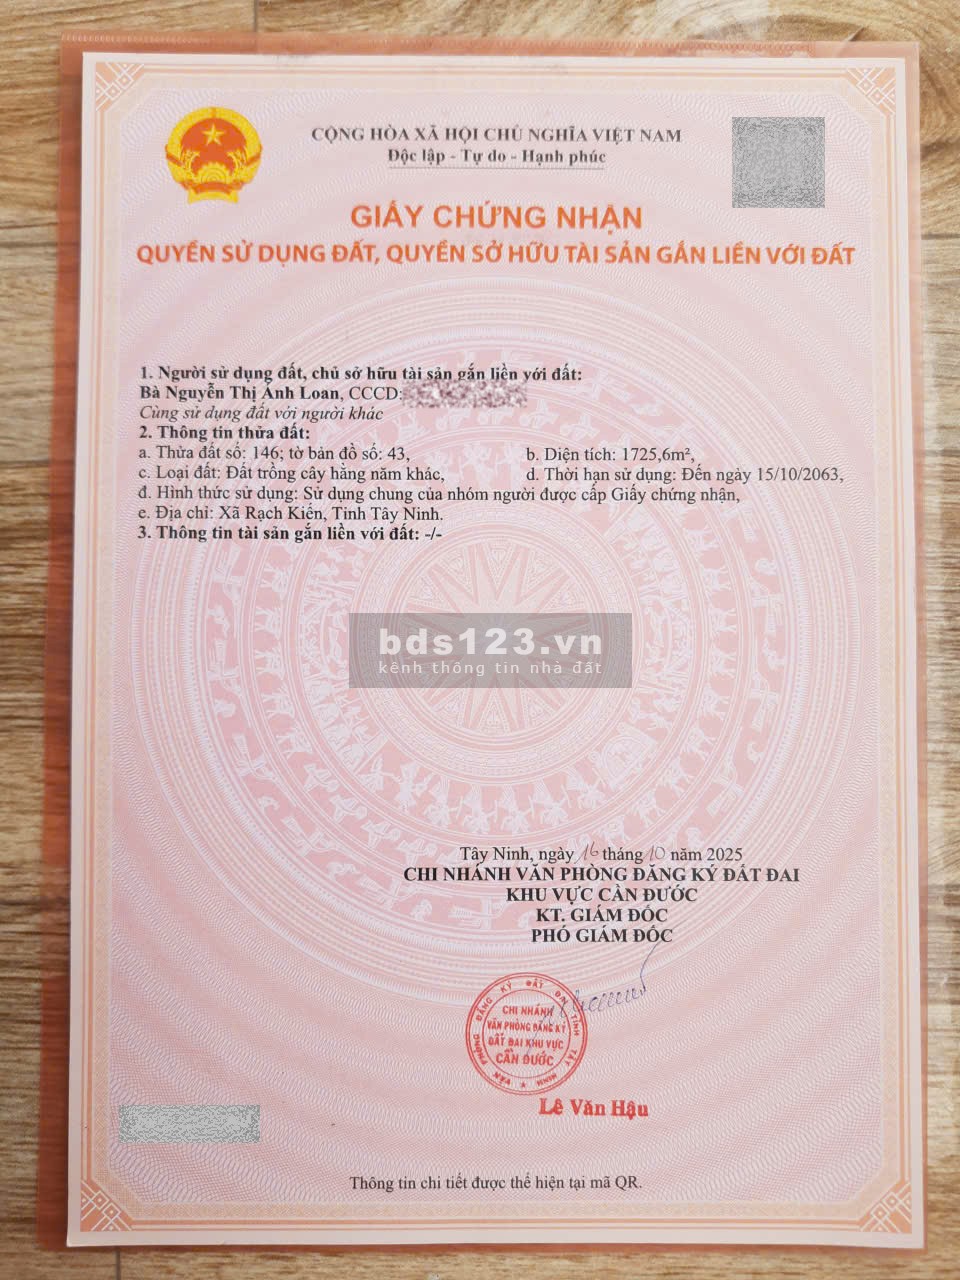 CỘNG HÒA XÃ HỘI CHỦ NGHĨA VIỆT NAM
Độc lập - Tự do - Hạnh phúc
GIẤY CHỨNG NHẬN
QUYỀN SỬ DỤNG ĐẤT, QUYỀN SỞ HỮU TÀI SẢN GẮN LIỀN VỚI ĐẤT
1. Người sử dụng đất, chủ sở hữu tài sản gắn liền với đất:
Bà Nguyễn Thị Ánh Loan, CCCD:
Cùng sử dụng đất với người khác
2. Thông tin thửa đất:
a. Thửa đất số: 146; tờ bản đồ số: 43, b. Diện tích: 1725,6m²,
c. Loại đất: Đất trồng cây hằng năm khác, d. Thời hạn sử dụng: Đến ngày 15/10/2063,
đ. Hình thức sử dụng: Sử dụng chung của nhóm người được cấp Giấy chứng nhận,
e. Địa chỉ: Xã Rạch Kiến, Tỉnh Tây Ninh.
3. Thông tin tài sản gắn liền với đất: -/-
bds123.vn
kênh thông tin nhà đất
Tây Ninh, ngày 16 tháng 10 năm 2025
CHI NHÁNH VĂN PHÒNG ĐĂNG KÝ ĐẤT ĐAI
KHU VỰC CẦN ĐƯỚC
KT. GIÁM ĐỐC
PHÓ GIÁM ĐỐC
VĂN PHÒNG ĐĂNG KÝ ĐẤT ĐAI TỈNH TÂY NINH
CHI NHÁNH
VĂN PHÒNG ĐĂNG KÝ
ĐẤT ĐAI KHU VỰC
CẦN ĐƯỚC
Lê Văn Hậu
Thông tin chi tiết được thể hiện tại mã QR.